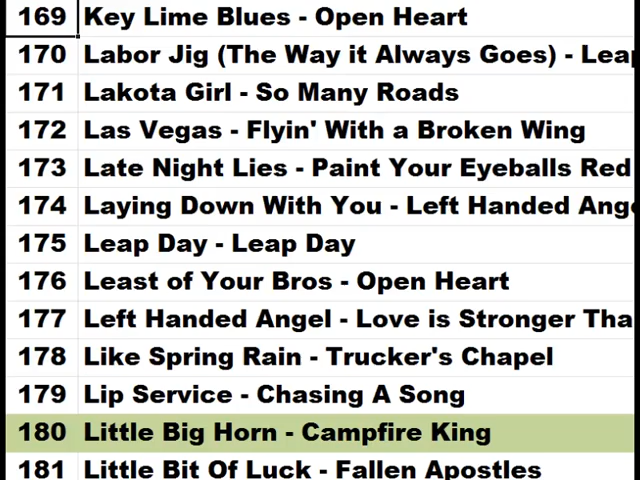 169 Key Lime Blues - Open Heart
170 Labor Jig (The Way it Always Goes) - Leap
171 Lakota Girl - So Many Roads
172 Las Vegas - Flyin' With a Broken Wing
173 Late Night Lies - Paint Your Eyeballs Red
174 Laying Down With You - Left Handed Ange
175 Leap Day - Leap Day
176 Least of Your Bros - Open Heart
177 Left Handed Angel - Love is Stronger Tha
178 Like Spring Rain - Trucker's Chapel
179 Lip Service - Chasing A Song
180 Little Big Horn - Campfire King
181 Little Bit Of Luck - Fallen Apostles